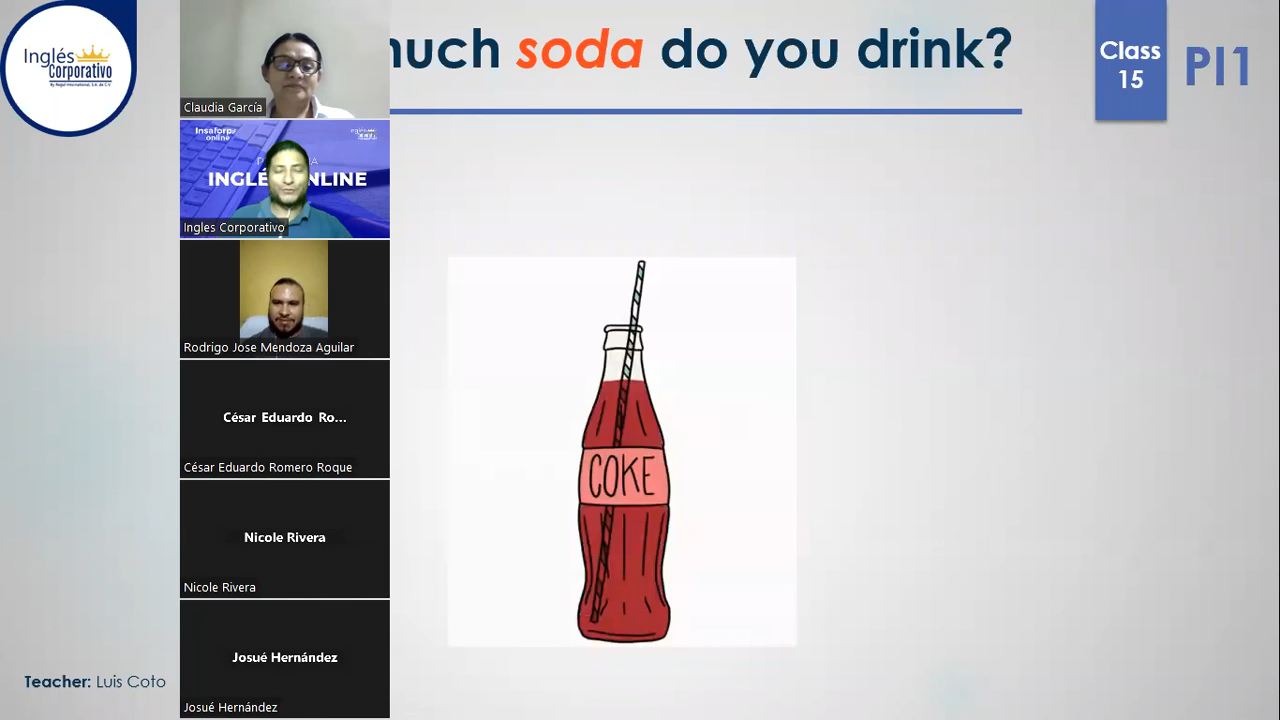 much soda do you drink?
Class
15
PI1
Inglés
Corporativo
Claudia García
Insaforp
online
INGLÉ NLINE
Ingles Corporativo
Rodrigo Jose Mendoza Aguilar
César Eduardo Ro...
César Eduardo Romero Roque
Nicole Rivera
Nicole Rivera
Josué Hernández
Josué Hernández
COKE
Teacher: Luis Coto